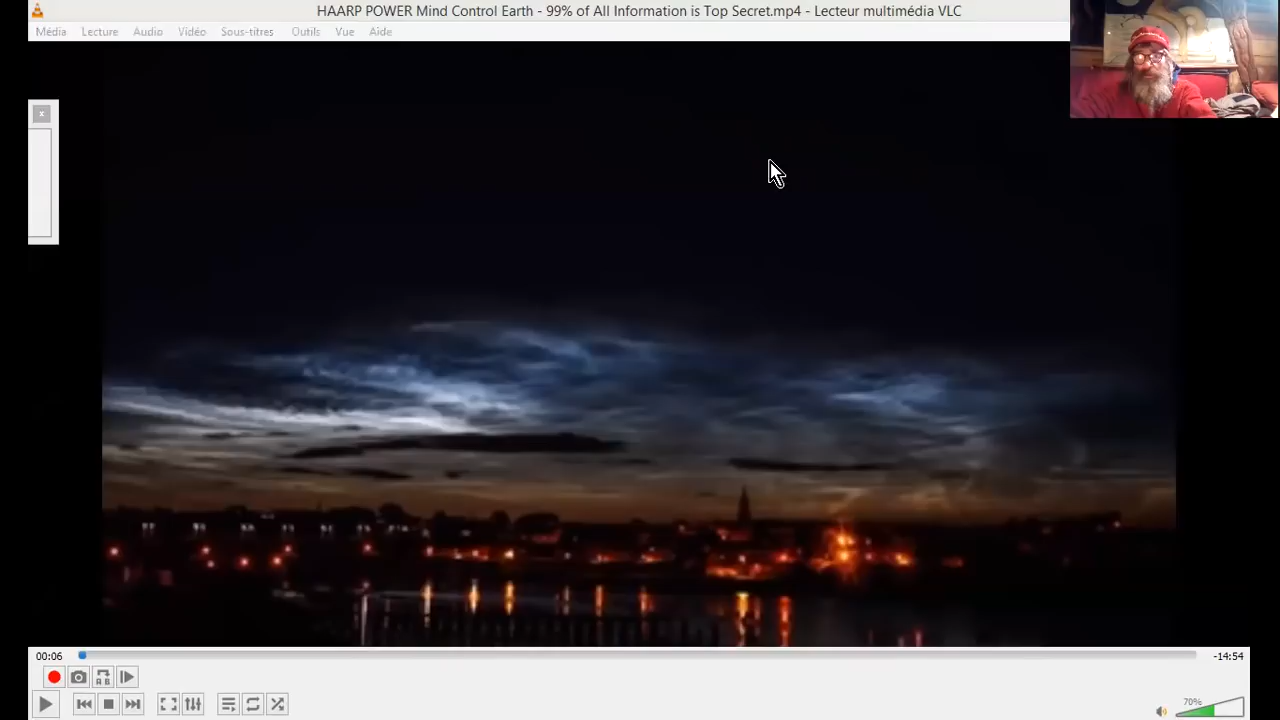 HAARP POWER Mind Control Earth - 99% of All Information is Top Secret.mp4 - Lecteur multimédia VLC
Média Lecture Audio Vidéo Sous-titres Outils Vue Aide
x
00:06 -14:54
A B
70%